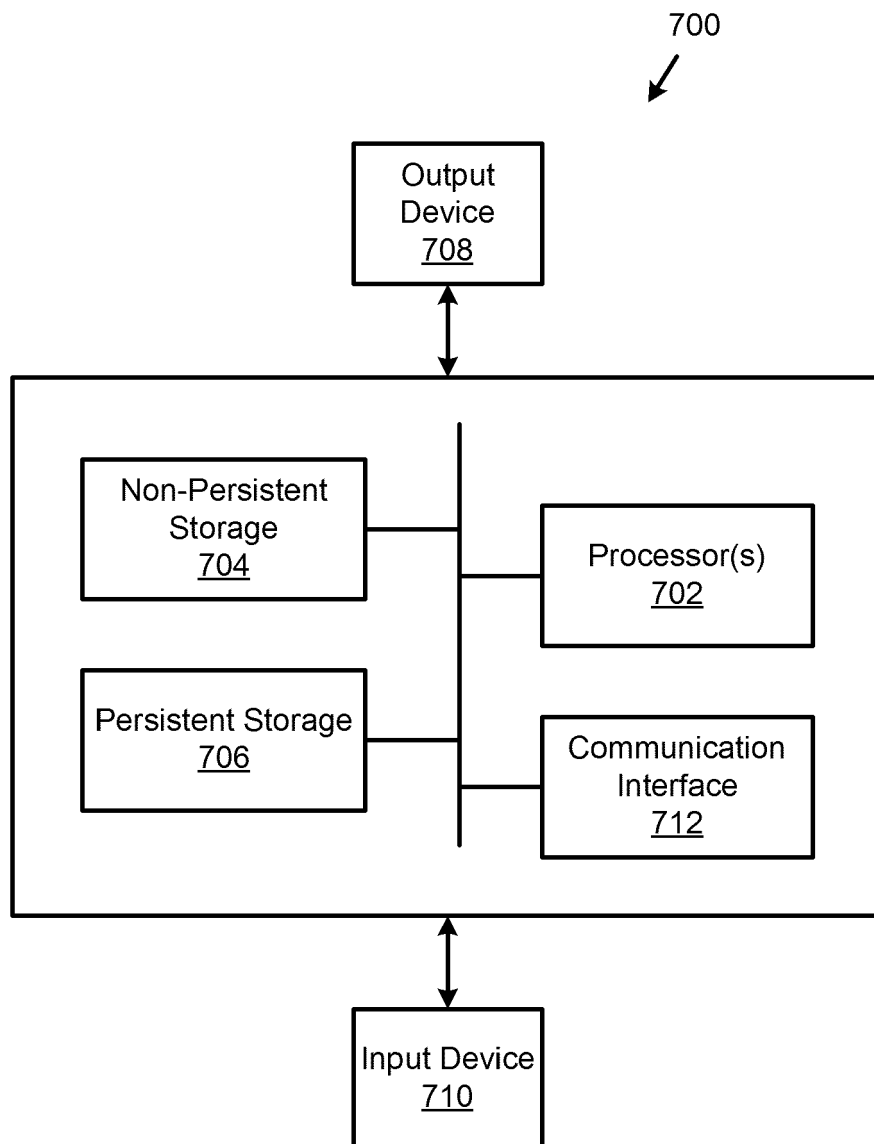 700
Output
Device
708
Non-Persistent
Storage
704
Processor(s)
702
Persistent Storage
706
Communication
Interface
712
Input Device
710